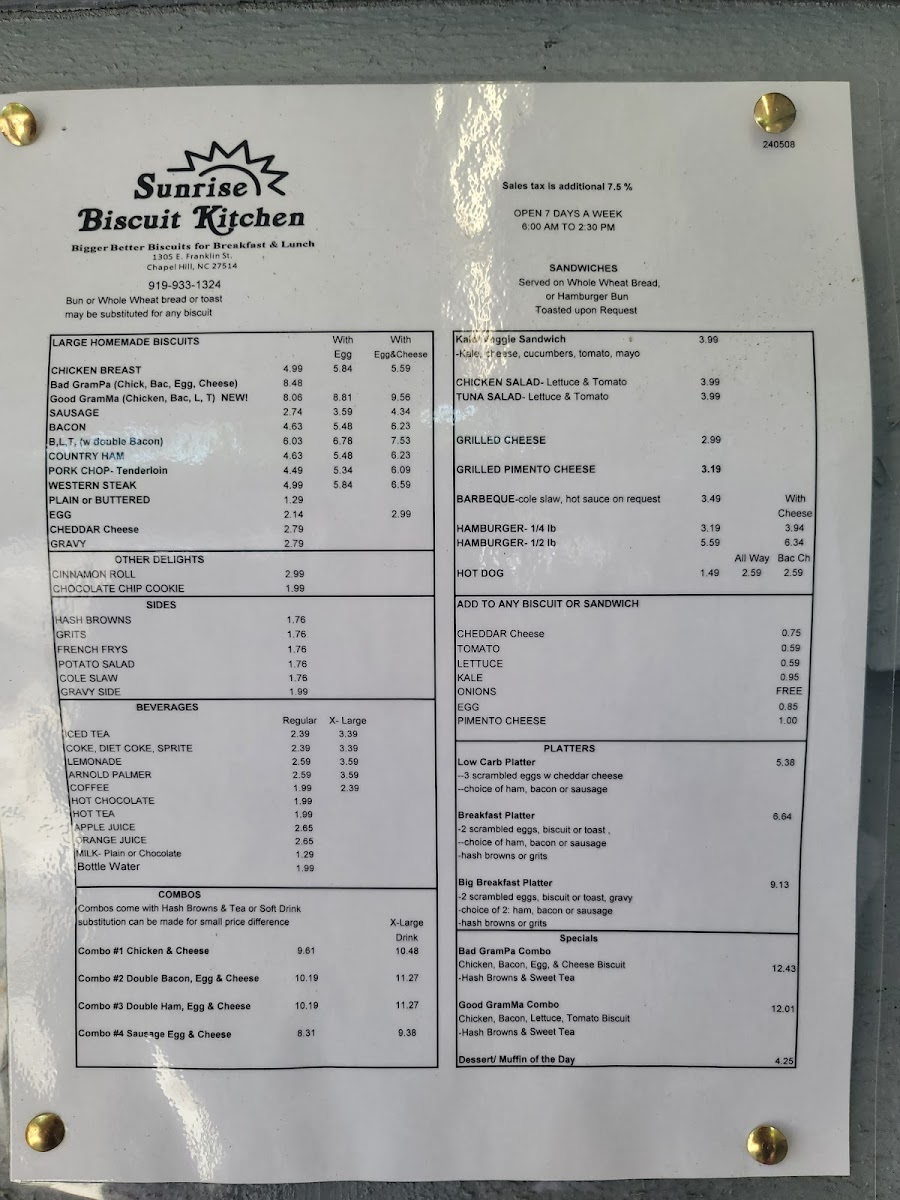 240508
Sunrise
Biscuit Kitchen
Bigger Better Biscuits for Breakfast & Lunch
1305 E. Franklin St.
Chapel Hill, NC 27514
919-933-1324
Bun or Whole Wheat bread or toast
may be substituted for any biscuit
Sales tax is additional 7.5 %
OPEN 7 DAYS A WEEK
6:00 AM TO 2:30 PM
SANDWICHES
Served on Whole Wheat Bread,
or Hamburger Bun
Toasted upon Request
LARGE HOMEMADE BISCUITS With With
Egg Egg&Cheese
CHICKEN BREAST 4.99 5.84 5.59
Bad GramPa (Chick, Bac, Egg, Cheese) 8.48
Good GramMa (Chicken, Bac, L, T) NEW! 8.06 8.81 9.56
SAUSAGE 2.74 3.59 4.34
BACON 4.63 5.48 6.23
B,L,T, (w double Bacon) 6.03 6.78 7.53
COUNTRY HAM 4.63 5.48 6.23
PORK CHOP- Tenderloin 4.49 5.34 6.09
WESTERN STEAK 4.99 5.84 6.59
PLAIN or BUTTERED 1.29
EGG 2.14 2.99
CHEDDAR Cheese 2.79
GRAVY 2.79
OTHER DELIGHTS
CINNAMON ROLL 2.99
CHOCOLATE CHIP COOKIE 1.99
SIDES
HASH BROWNS 1.76
GRITS 1.76
FRENCH FRYS 1.76
POTATO SALAD 1.76
COLE SLAW 1.76
GRAVY SIDE 1.99
BEVERAGES
Regular X- Large
ICED TEA 2.39 3.39
COKE, DIET COKE, SPRITE 2.39 3.39
LEMONADE 2.59 3.59
ARNOLD PALMER 2.59 3.59
COFFEE 1.99 2.39
HOT CHOCOLATE 1.99
HOT TEA 1.99
APPLE JUICE 2.65
ORANGE JUICE 2.65
MILK- Plain or Chocolate 1.29
Bottle Water 1.99
COMBOS
Combos come with Hash Browns & Tea or Soft Drink
substitution can be made for small price difference X-Large
Drink
Combo #1 Chicken & Cheese 9.61 10.48
Combo #2 Double Bacon, Egg & Cheese 10.19 11.27
Combo #3 Double Ham, Egg & Cheese 10.19 11.27
Combo #4 Sausage Egg & Cheese 8.31 9.38
Veggie Sandwich 3.99
-Kale, cheese, cucumbers, tomato, mayo
CHICKEN SALAD- Lettuce & Tomato 3.99
TUNA SALAD- Lettuce & Tomato 3.99
GRILLED CHEESE 2.99
GRILLED PIMENTO CHEESE 3.19
BARBEQUE-cole slaw, hot sauce on request 3.49 With
Cheese
HAMBURGER- 1/4 lb 3.19 3.94
HAMBURGER- 1/2 lb 5.59 6.34
All Way Bac Ch
HOT DOG 1.49 2.59 2.59
ADD TO ANY BISCUIT OR SANDWICH
CHEDDAR Cheese 0.75
TOMATO 0.59
LETTUCE 0.59
KALE 0.95
ONIONS FREE
EGG 0.85
PIMENTO CHEESE 1.00
PLATTERS
Low Carb Platter 5.38
--3 scrambled eggs w cheddar cheese
--choice of ham, bacon or sausage
Breakfast Platter 6.64
-2 scrambled eggs, biscuit or toast ,
--choice of ham, bacon or sausage
-hash browns or grits
Big Breakfast Platter 9.13
-2 scrambled eggs, biscuit or toast, gravy
-choice of 2: ham, bacon or sausage
-hash browns or grits
Specials
Bad GramPa Combo
Chicken, Bacon, Egg, & Cheese Biscuit 12.43
-Hash Browns & Sweet Tea
Good GramMa Combo 12.01
Chicken, Bacon, Lettuce, Tomato Biscuit
-Hash Browns & Sweet Tea
Dessert/ Muffin of the Day 4.25